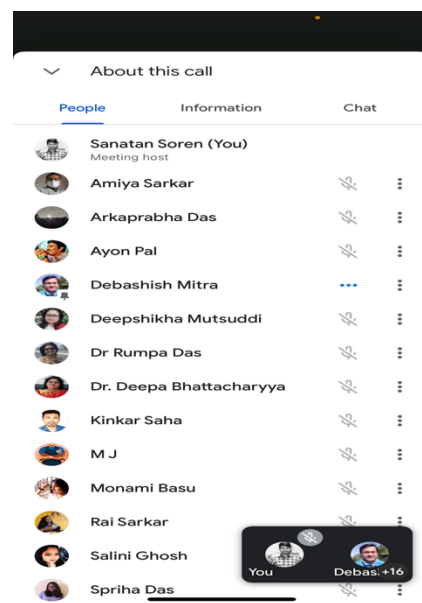 About this call
People Information Chat
Sanatan Soren (You)
Meeting host
Amiya Sarkar
Arkaprabha Das
Ayon Pal
Debashish Mitra
Deepshikha Mutsuddi
Dr Rumpa Das
Dr. Deepa Bhattacharyya
Kinkar Saha
M J
Monami Basu
Rai Sarkar
Salini Ghosh
Spriha Das
You Debas: +16